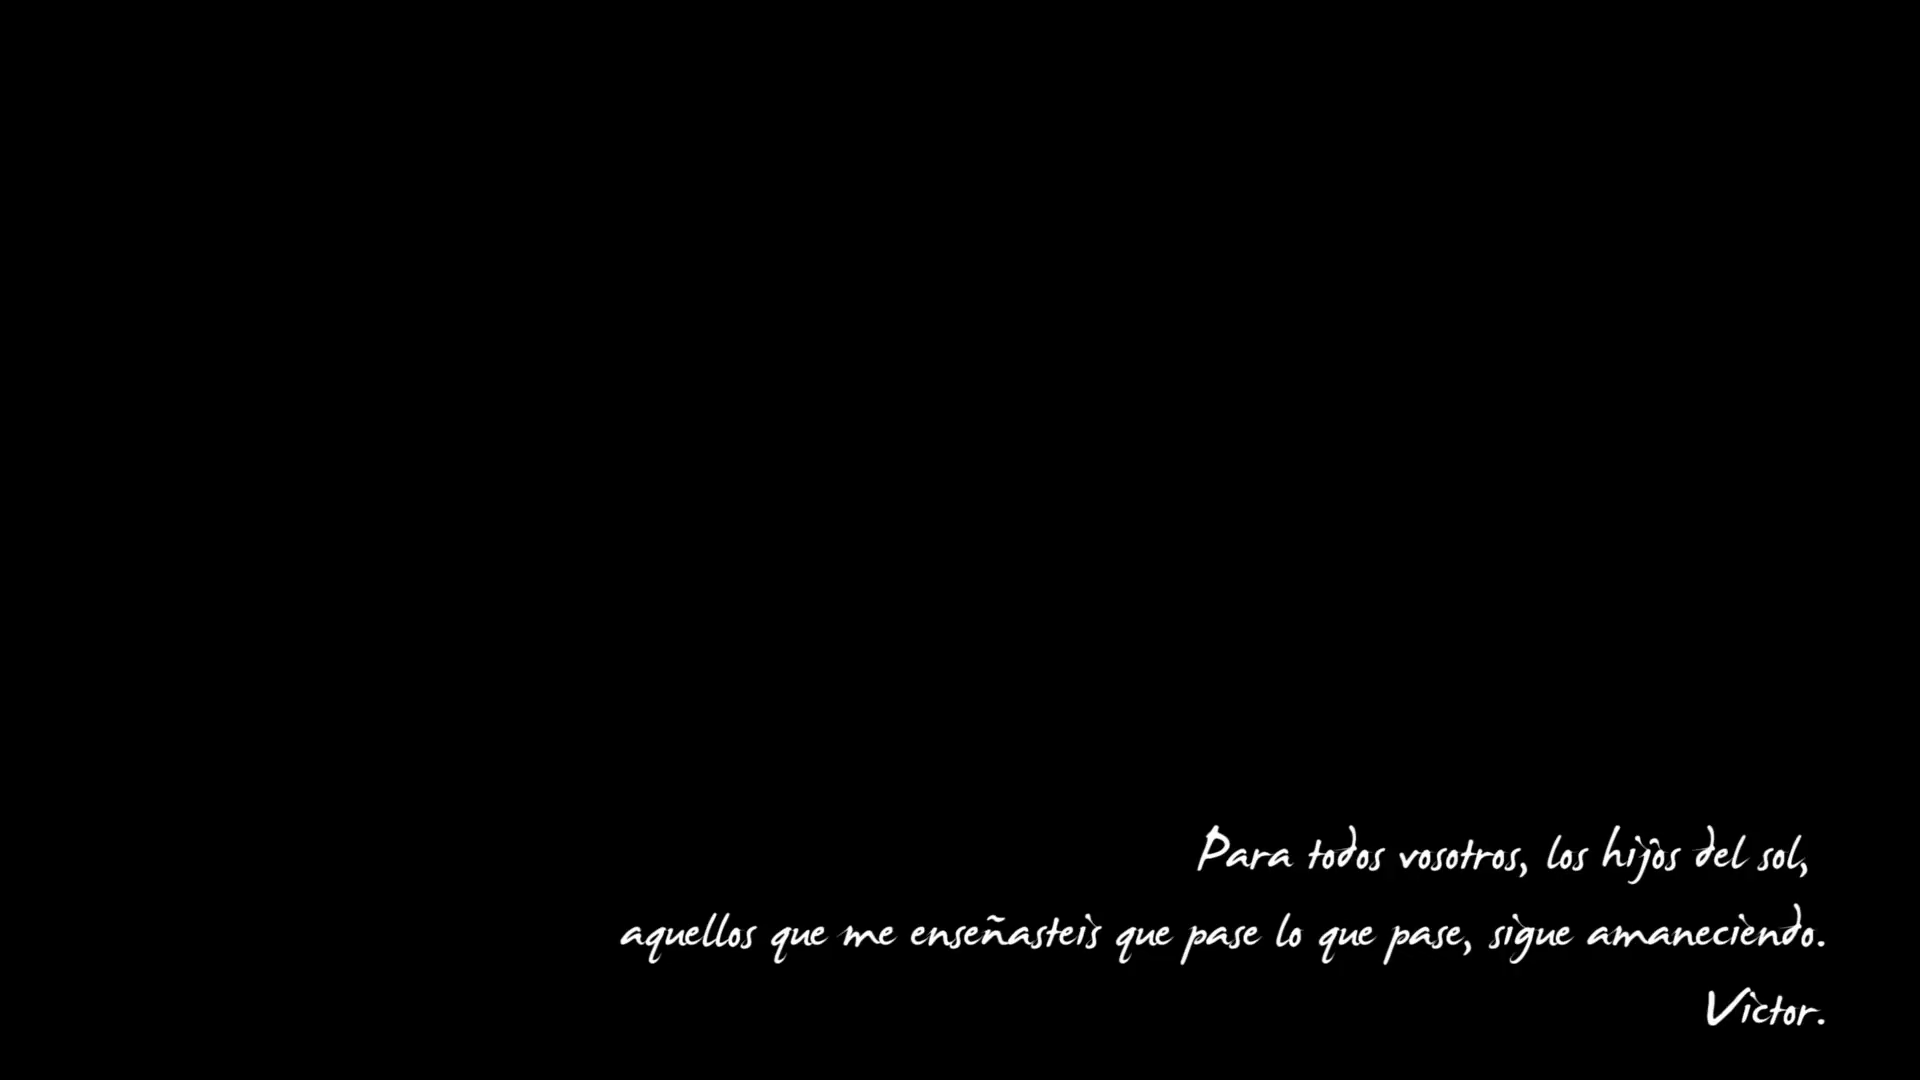 Para todos vosotros, los hijos del sol,
aquellos que me enseñasteis que pase lo que pase, sigue amaneciendo.
Victor.